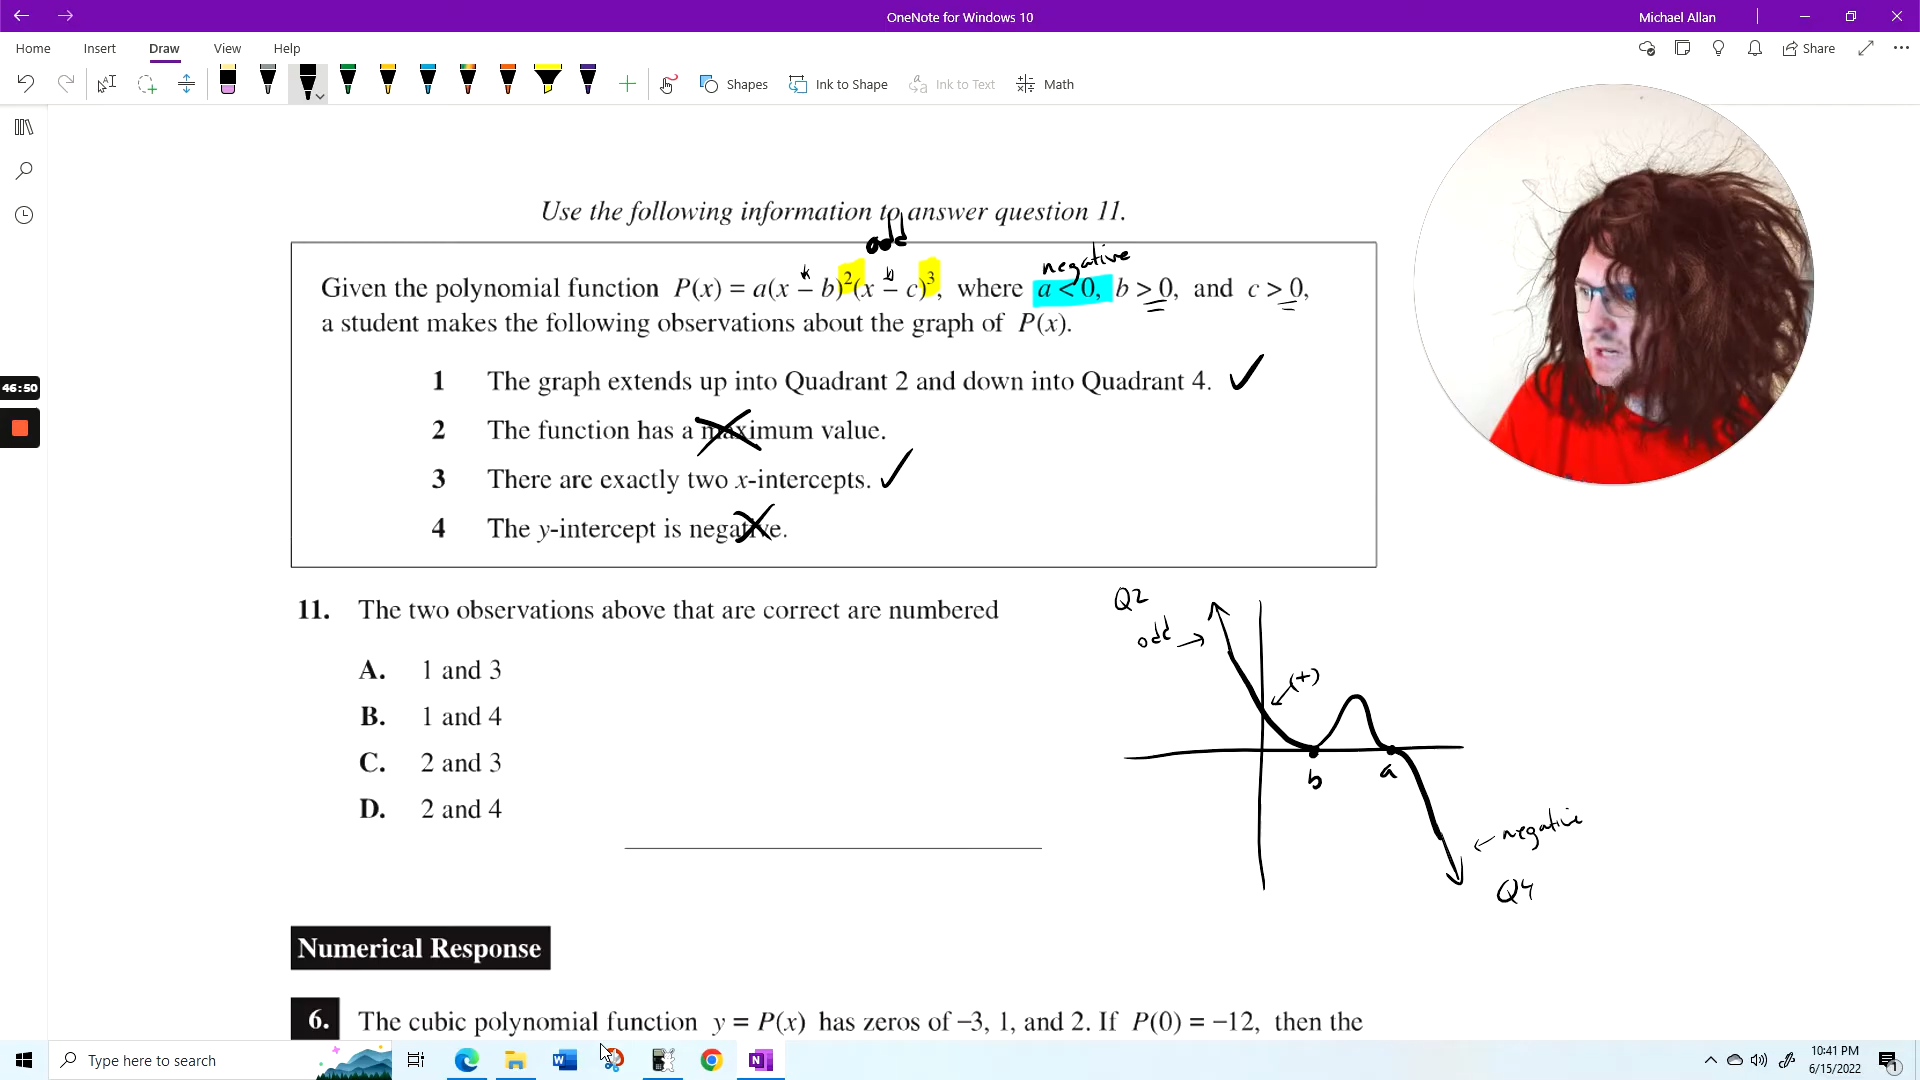 OneNote for Windows 10
Michael Allan
Home
Insert
Draw
View
Help
Share
Shapes
Ink to Shape
Ink to Text
Math
46:50
Use the following information to answer question 11.
odd
negative
Given the polynomial function P(x) = a(x − b)²(x − c)³, where a < 0, b > 0, and c > 0,
a student makes the following observations about the graph of P(x).
1 The graph extends up into Quadrant 2 and down into Quadrant 4. ✓
2 The function has a maximum value.
3 There are exactly two x-intercepts. ✓
4 The y-intercept is negative.
11. The two observations above that are correct are numbered
A. 1 and 3
B. 1 and 4
C. 2 and 3
D. 2 and 4
Q2
odd →
(+)
b
a
← negative
Q4
Numerical Response
6. The cubic polynomial function y = P(x) has zeros of −3, 1, and 2. If P(0) = −12, then the
Type here to search
10:41 PM
6/15/2022
1